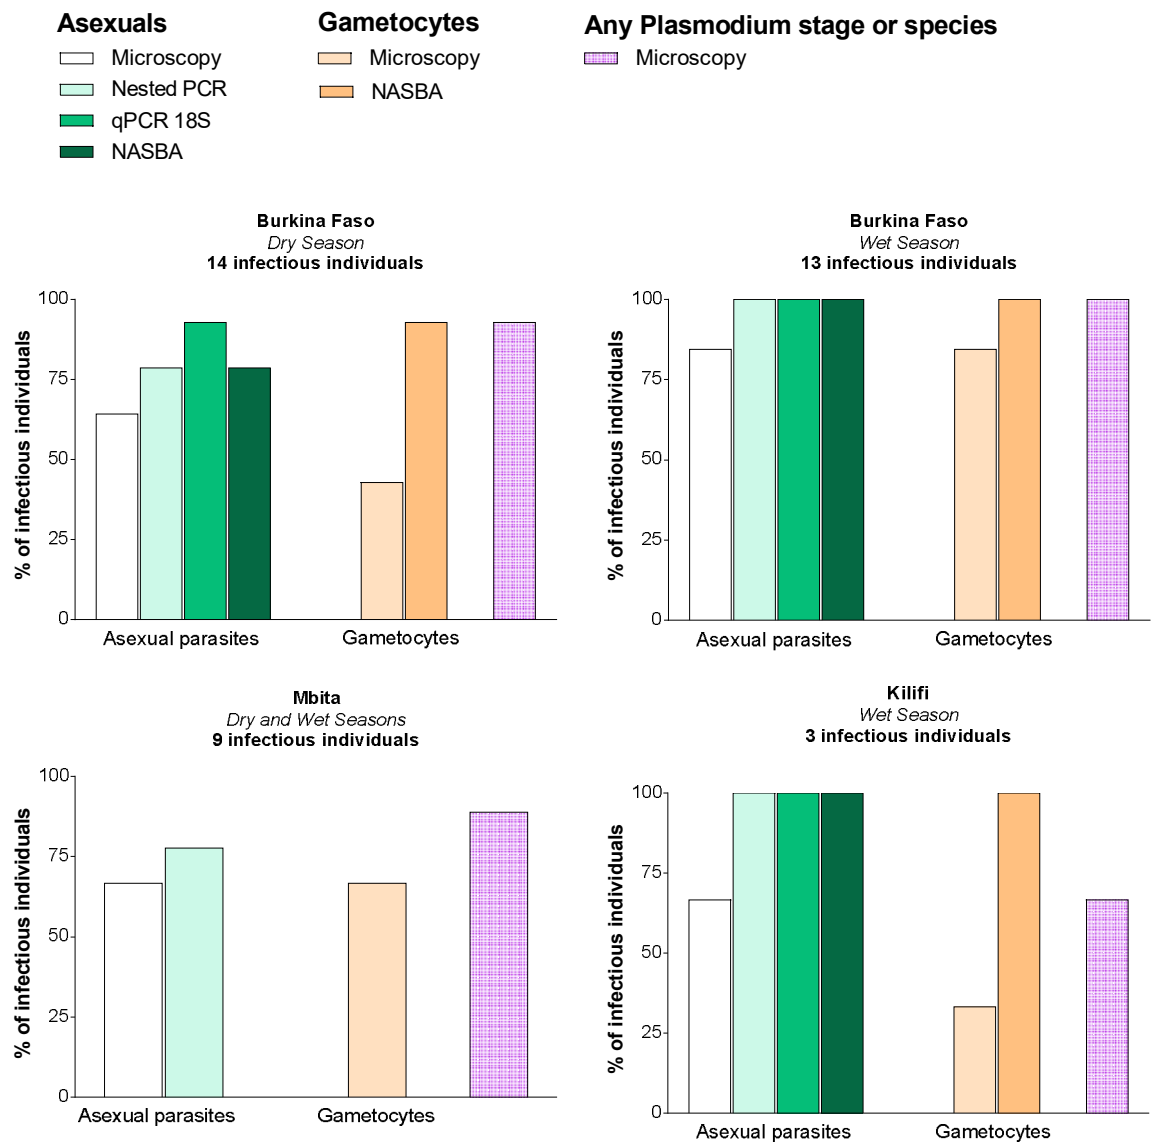 Asexuals
Microscopy
Nested PCR
qPCR 18S
NASBA
Gametocytes
Microscopy
NASBA
Any Plasmodium stage or species
Microscopy
Burkina Faso
Dry Season
14 infectious individuals
% of infectious individuals
100
75
50
25
0
Asexual parasites
Gametocytes
Burkina Faso
Wet Season
13 infectious individuals
% of infectious individuals
100
75
50
25
0
Asexual parasites
Gametocytes
Mbita
Dry and Wet Seasons
9 infectious individuals
% of infectious individuals
100
75
50
25
0
Asexual parasites
Gametocytes
Kilifi
Wet Season
3 infectious individuals
% of infectious individuals
100
75
50
25
0
Asexual parasites
Gametocytes